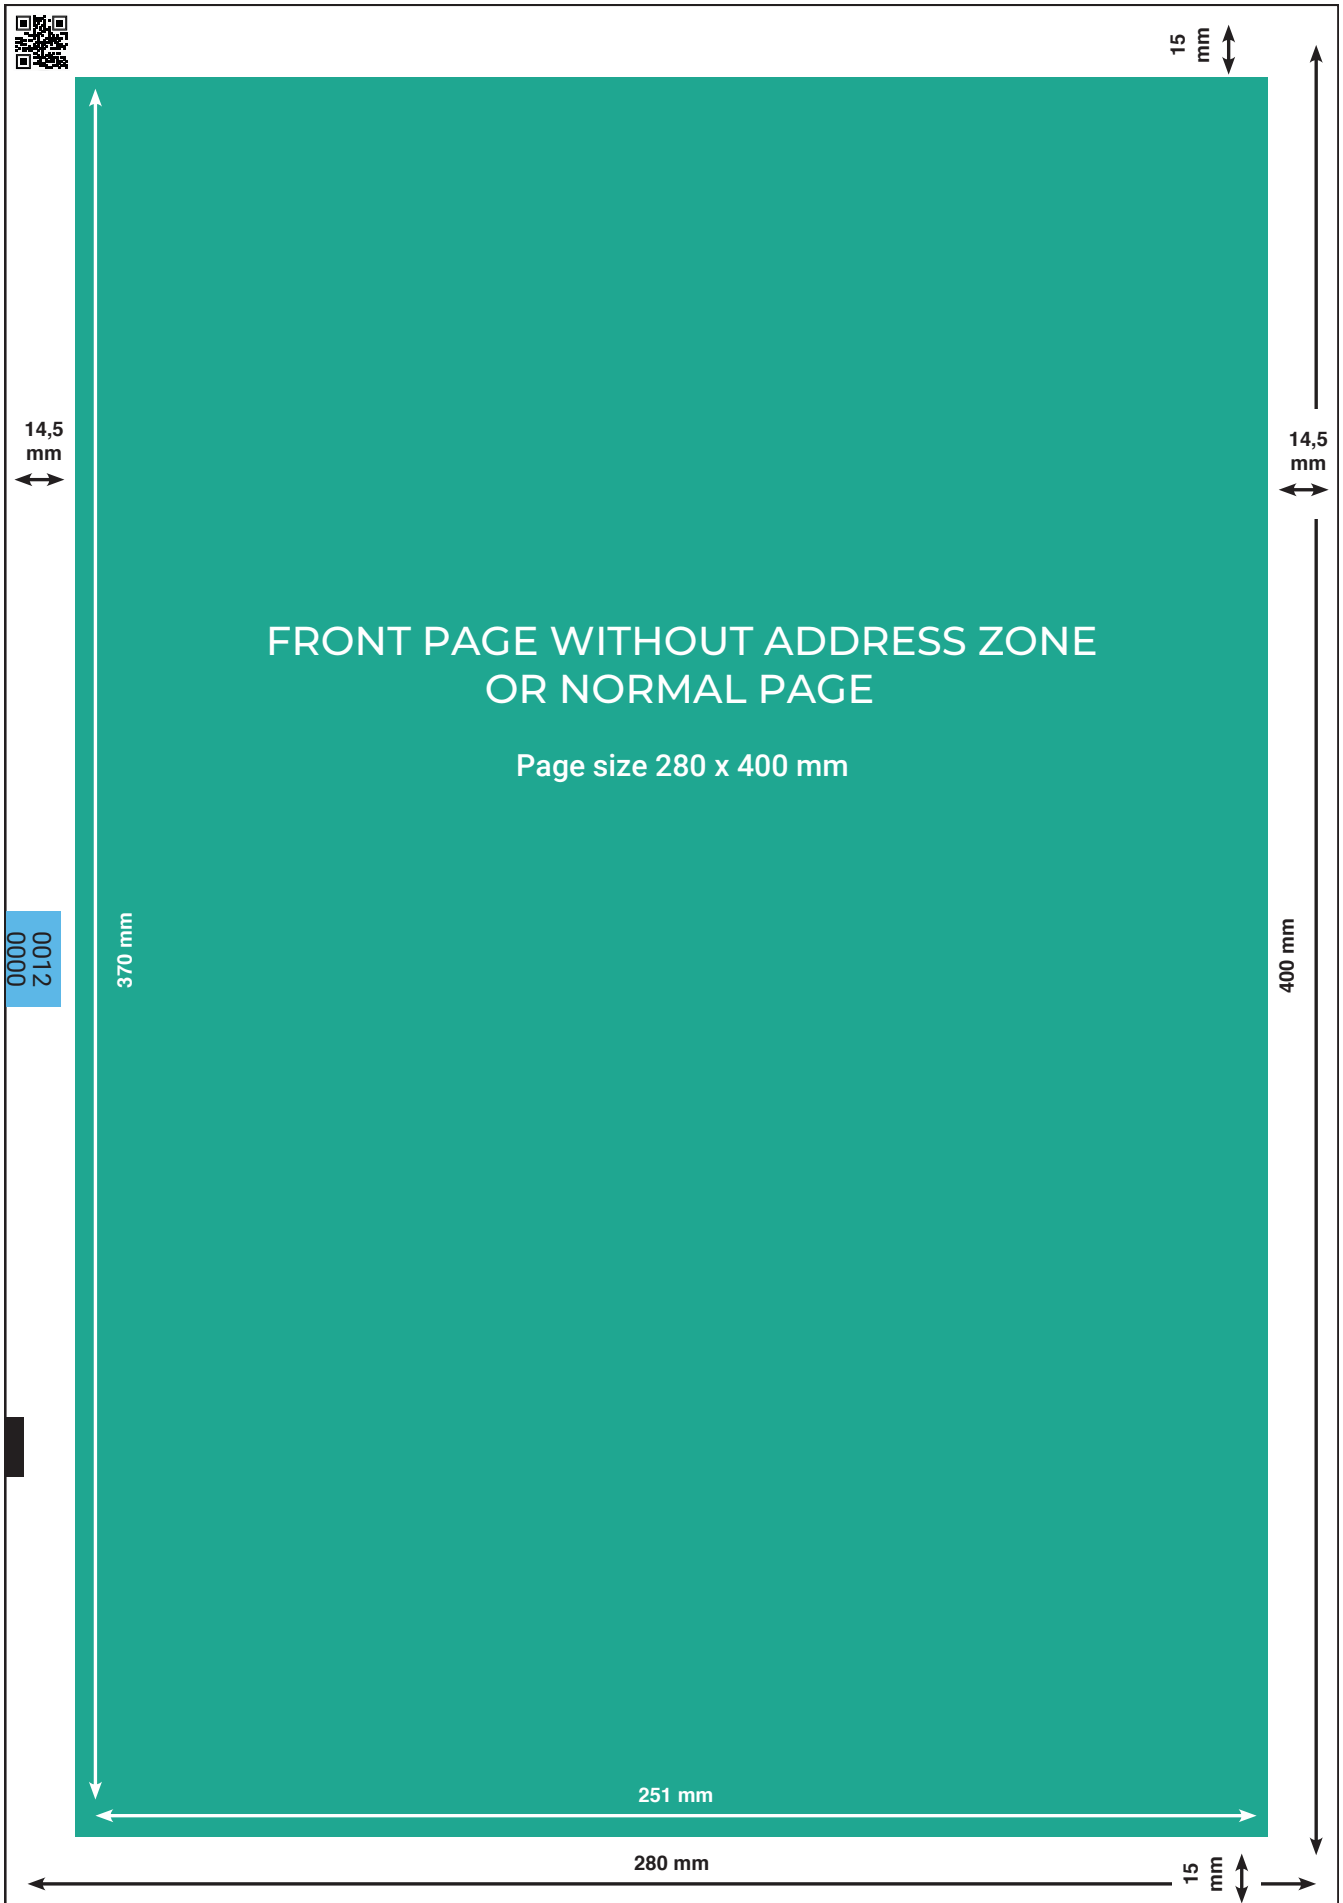 15
mm
14,5
mm
14,5
mm
FRONT PAGE WITHOUT ADDRESS ZONE
OR NORMAL PAGE
Page size 280 x 400 mm
0012
0000
370 mm
400 mm
251 mm
280 mm
15
mm